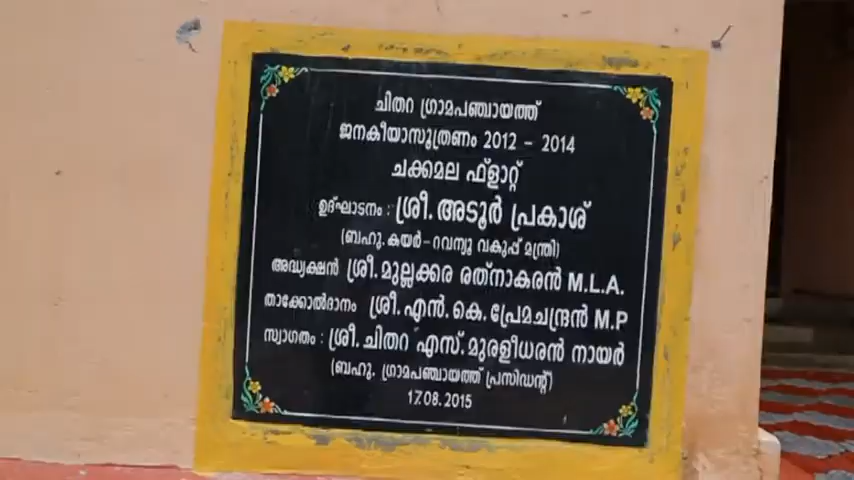 ചിതറ ഗ്രാമപഞ്ചായത്ത്
ജനകീയാസൂത്രണം 2012 - 2014
ചക്കമല ഫ്ളാറ്റ്
ഉദ്ഘാടനം : ശ്രീ. അടൂർ പ്രകാശ്
(ബഹു. കയർ - റവന്യൂ വകുപ്പ് മന്ത്രി)
അദ്ധ്യക്ഷൻ ശ്രീ. മുല്ലക്കര രത്നാകരൻ M.L.A.
താക്കോൽദാനം ശ്രീ. എൻ. കെ. പ്രേമചന്ദ്രൻ M.P
സ്വാഗതം : ശ്രീ. ചിതറ എസ്. മുരളീധരൻ നായർ
(ബഹു. ഗ്രാമപഞ്ചായത്ത് പ്രസിഡന്റ്)
17.08. 2015